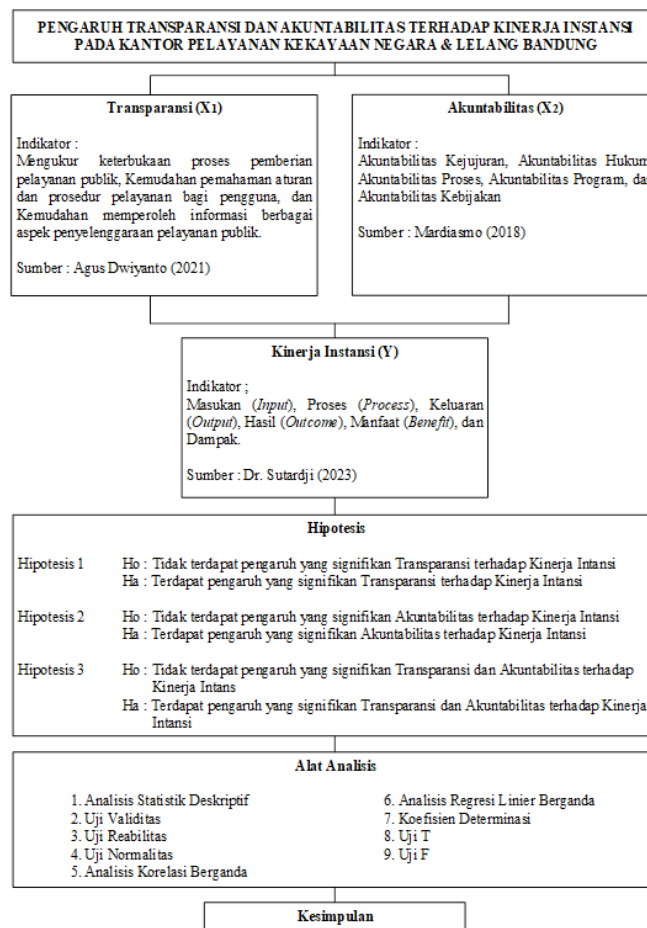 PENGARUH TRANSPARANSI DAN AKUNTABILITAS TERHADAP KINERJA INSTANSI
PADA KANTOR PELAYANAN KEKAYAAN NEGARA & LELANG BANDUNG
Transparansi (X1)
Indikator :
Mengukur keterbukaan proses pemberian
pelayanan publik, Kemudahan pemahaman aturan
dan prosedur pelayanan bagi pengguna, dan
Kemudahan memperoleh informasi berbagai
aspek penyelenggaraan pelayanan publik.
Sumber : Agus Dwiyanto (2021)
Akuntabilitas (X2)
Indikator :
Akuntabilitas Kejujuran, Akuntabilitas Hukum
Akuntabilitas Proses, Akuntabilitas Program, da
Akuntabilitas Kebijakan
Sumber : Mardiasmo (2018)
Kinerja Instansi (Y)
Indikator ;
Masukan (Input), Proses (Process), Keluaran
(Output), Hasil (Outcome), Manfaat (Benefit), dan
Dampak.
Sumber : Dr. Sutardji (2023)
Hipotesis
Hipotesis 1 Ho : Tidak terdapat pengaruh yang signifikan Transparansi terhadap Kinerja Intansi
Ha : Terdapat pengaruh yang signifikan Transparansi terhadap Kinerja Intansi
Hipotesis 2 Ho : Tidak terdapat pengaruh yang signifikan Akuntabilitas terhadap Kinerja Intansi
Ha : Terdapat pengaruh yang signifikan Akuntabilitas terhadap Kinerja Intansi
Hipotesis 3 Ho : Tidak terdapat pengaruh yang signifikan Transparansi dan Akuntabilitas terhadap
Kinerja Intans
Ha : Terdapat pengaruh yang signifikan Transparansi dan Akuntabilitas terhadap Kinerja
Intansi
Alat Analisis
1. Analisis Statistik Deskriptif
2. Uji Validitas
3. Uji Reabilitas
4. Uji Normalitas
5. Analisis Korelasi Berganda
6. Analisis Regresi Linier Berganda
7. Koefisien Determinasi
8. Uji T
9. Uji F
Kesimpulan